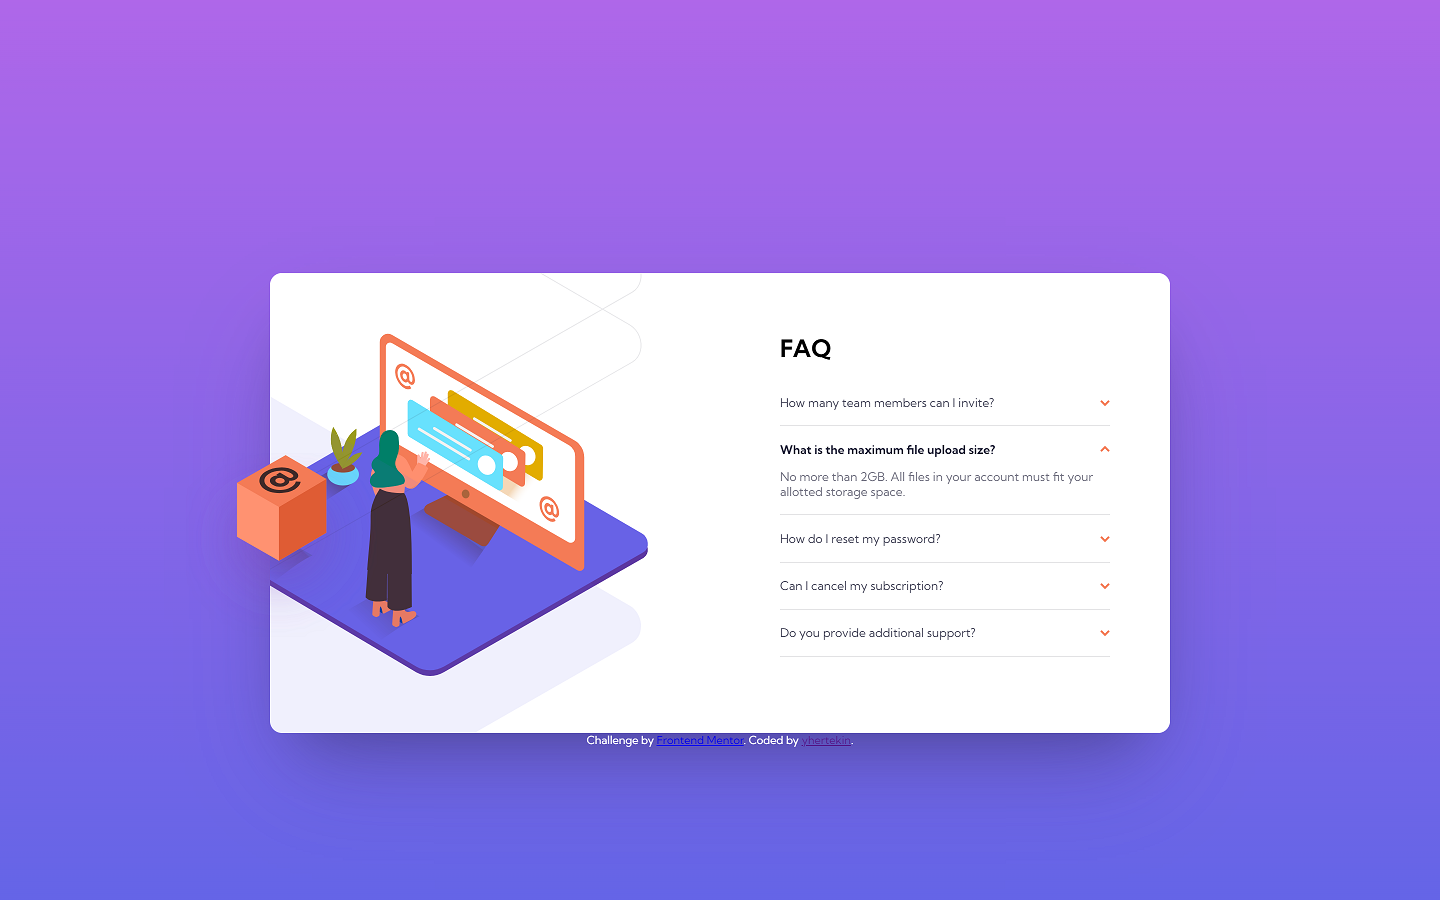 FAQ
How many team members can I invite?
What is the maximum file upload size?
No more than 2GB. All files in your account must fit your
allotted storage space.
How do I reset my password?
Can I cancel my subscription?
Do you provide additional support?
@
@
@
Challenge by Frontend Mentor. Coded by yhertekin.